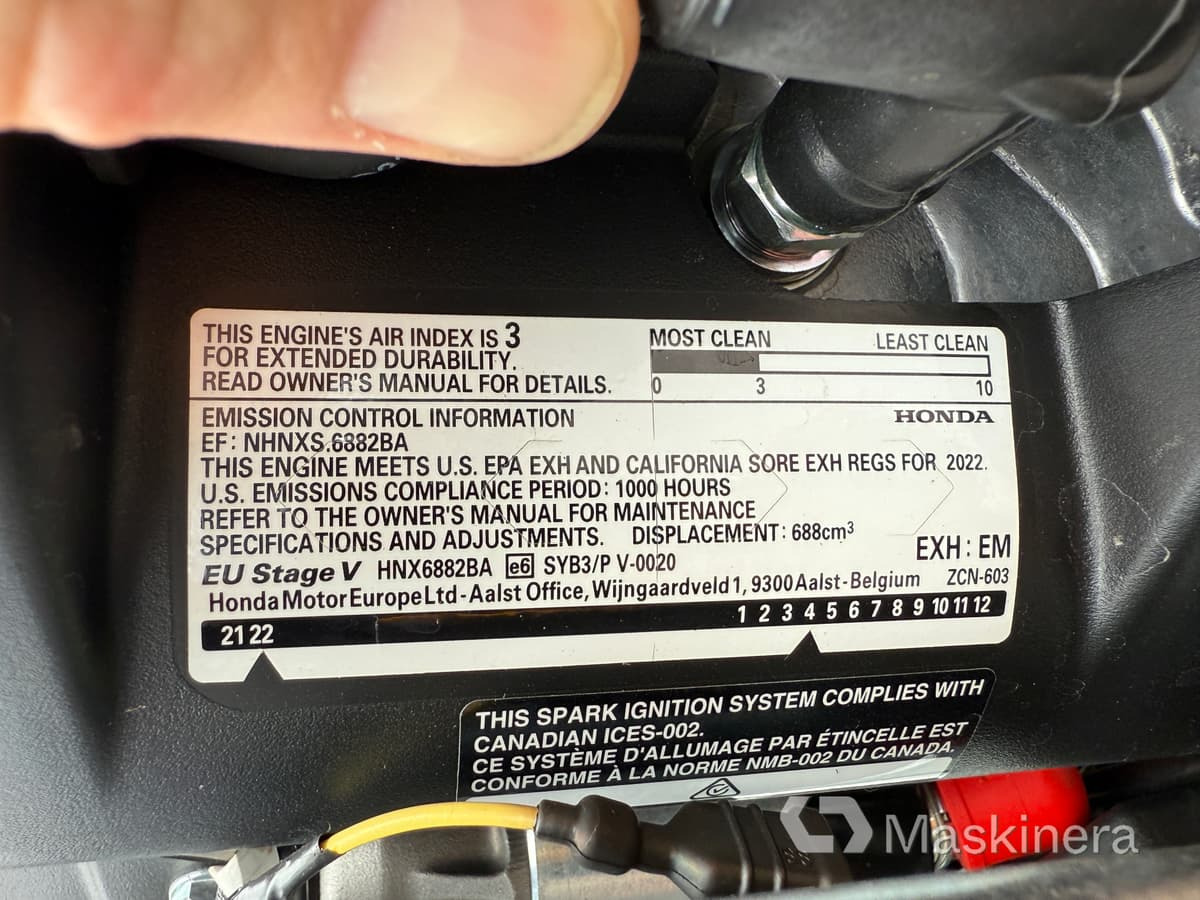 THIS ENGINE'S AIR INDEX IS 3
FOR EXTENDED DURABILITY.
READ OWNER'S MANUAL FOR DETAILS.
MOST CLEAN LEAST CLEAN
0 3 10
EMISSION CONTROL INFORMATION
HONDA
EF: NHNXS.6882BA
THIS ENGINE MEETS U.S. EPA EXH AND CALIFORNIA SORE EXH REGS FOR 2022.
U.S. EMISSIONS COMPLIANCE PERIOD: 1000 HOURS
REFER TO THE OWNER'S MANUAL FOR MAINTENANCE
SPECIFICATIONS AND ADJUSTMENTS. DISPLACEMENT: 688cm³
EXH: EM
EU Stage V HNX6882BA e6 SYB3/P V-0020
ZCN-603
Honda Motor Europe Ltd - Aalst Office, Wijngaardveld 1, 9300 Aalst - Belgium
21 22 1 2 3 4 5 6 7 8 9 10 11 12
THIS SPARK IGNITION SYSTEM COMPLIES WITH
CANADIAN ICES-002.
CE SYSTÈME D'ALLUMAGE PAR ÉTINCELLE EST
CONFORME À LA NORME NMB-002 DU CANADA.
Maskinera